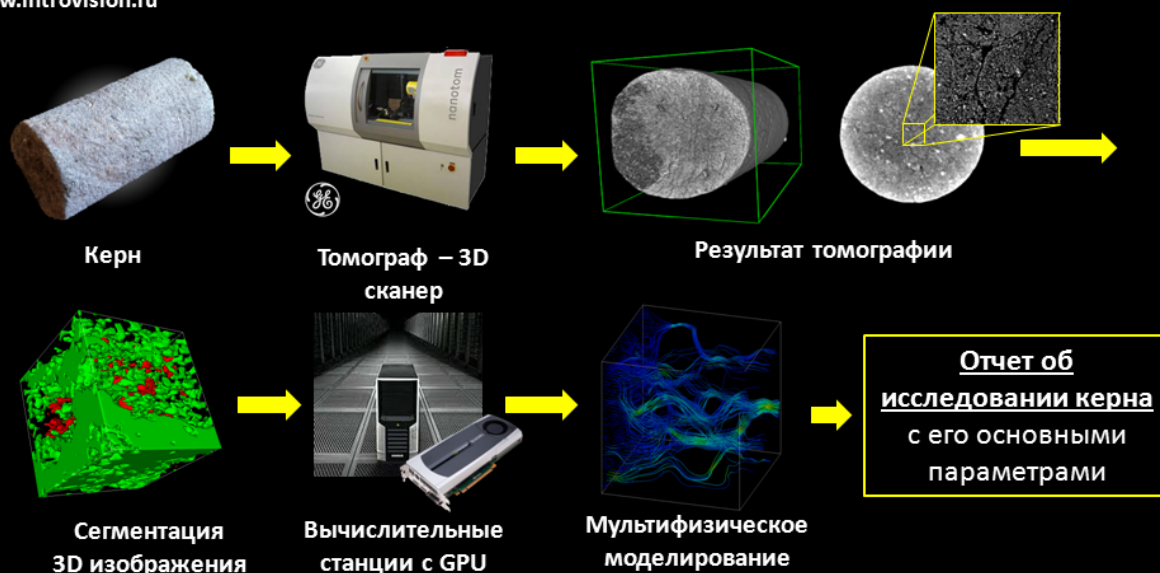 w.introvision.ru
nanotom
GE
Керн
Томограф – 3D
сканер
Результат томографии
Сегментация
3D изображения
Вычислительные
станции с GPU
Мультифизическое
моделирование
Отчет об
исследовании керна
с его основными
параметрами